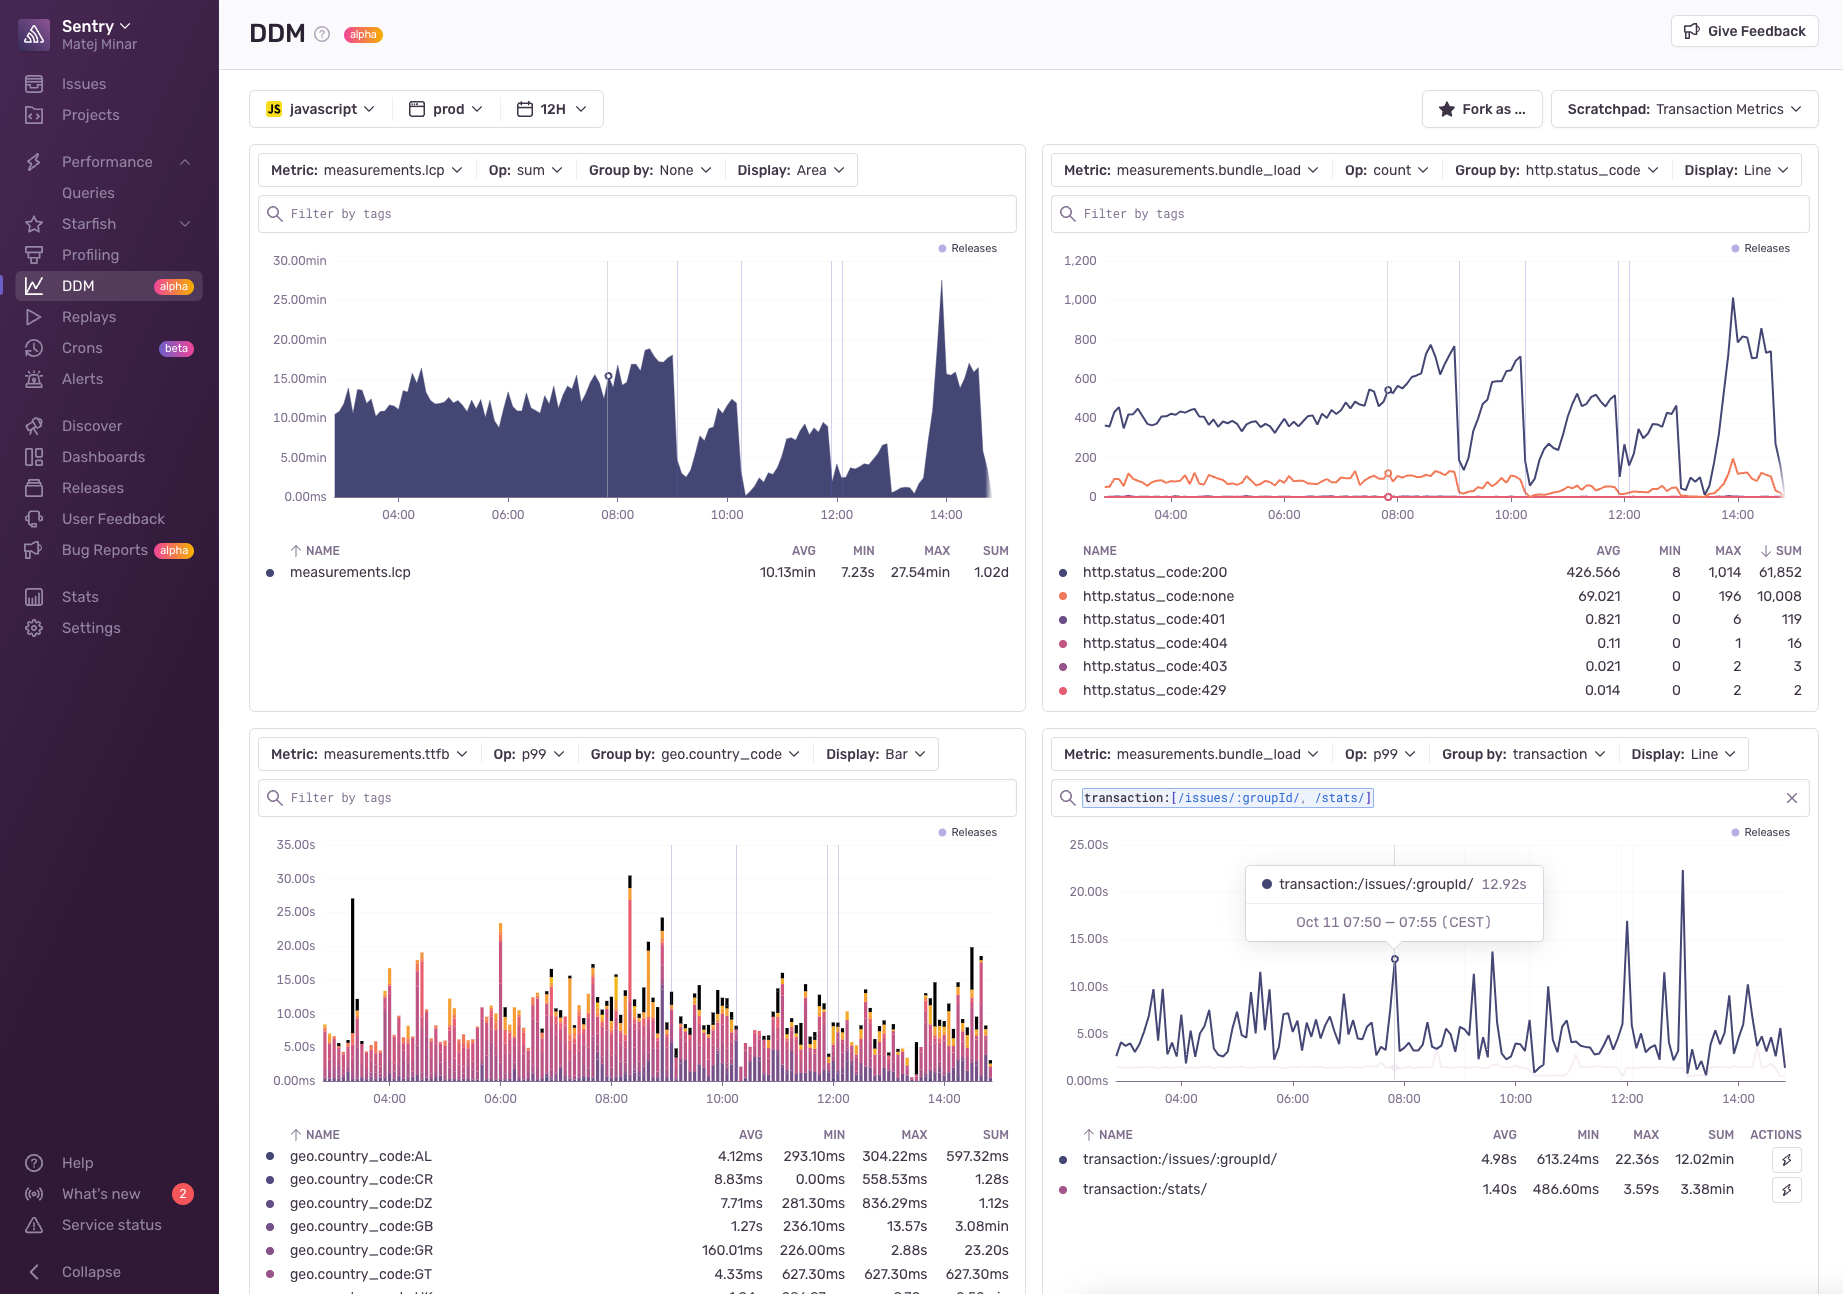 Sentry
Matej Minar
Issues
Projects
Performance
Queries
Starfish
Profiling
DDM alpha
Replays
Crons beta
Alerts
Discover
Dashboards
Releases
User Feedback
Bug Reports alpha
Stats
Settings
Help
What's new 2
Service status
Collapse
DDM ? alpha
Give Feedback
JS javascript prod 12H
Fork as ... Scratchpad: Transaction Metrics
Metric: measurements.lcp Op: sum Group by: None Display: Area
Filter by tags
Releases
30.00min
25.00min
20.00min
15.00min
10.00min
5.00min
0.00ms
04:00 06:00 08:00 10:00 12:00 14:00
NAME AVG MIN MAX SUM
measurements.lcp 10.13min 7.23s 27.54min 1.02d
Metric: measurements.bundle_load Op: count Group by: http.status_code Display: Line
Filter by tags
Releases
1,200
1,000
800
600
400
200
0
04:00 06:00 08:00 10:00 12:00 14:00
NAME AVG MIN MAX SUM
http.status_code:200 426.566 8 1,014 61,852
http.status_code:none 69.021 0 196 10,008
http.status_code:401 0.821 0 6 119
http.status_code:404 0.11 0 1 16
http.status_code:403 0.021 0 2 3
http.status_code:429 0.014 0 2 2
Metric: measurements.ttfb Op: p99 Group by: geo.country_code Display: Bar
Filter by tags
Releases
35.00s
30.00s
25.00s
20.00s
15.00s
10.00s
5.00s
0.00ms
04:00 06:00 08:00 10:00 12:00 14:00
NAME AVG MIN MAX SUM
geo.country_code:AL 4.12ms 293.10ms 304.22ms 597.32ms
geo.country_code:CR 8.83ms 0.00ms 558.53ms 1.28s
geo.country_code:DZ 7.71ms 281.30ms 836.29ms 1.12s
geo.country_code:GB 1.27s 236.10ms 13.57s 3.08min
geo.country_code:GR 160.01ms 226.00ms 2.88s 23.20s
geo.country_code:GT 4.33ms 627.30ms 627.30ms 627.30ms
Metric: measurements.bundle_load Op: p99 Group by: transaction Display: Line
transaction:[/issues/:groupId/, /stats/]
Releases
25.00s
20.00s
15.00s
10.00s
5.00s
0.00ms
transaction:/issues/:groupId/ 12.92s
Oct 11 07:50 — 07:55 (CEST)
04:00 06:00 08:00 10:00 12:00 14:00
NAME AVG MIN MAX SUM ACTIONS
transaction:/issues/:groupId/ 4.98s 613.24ms 22.36s 12.02min
transaction:/stats/ 1.40s 486.60ms 3.59s 3.38min